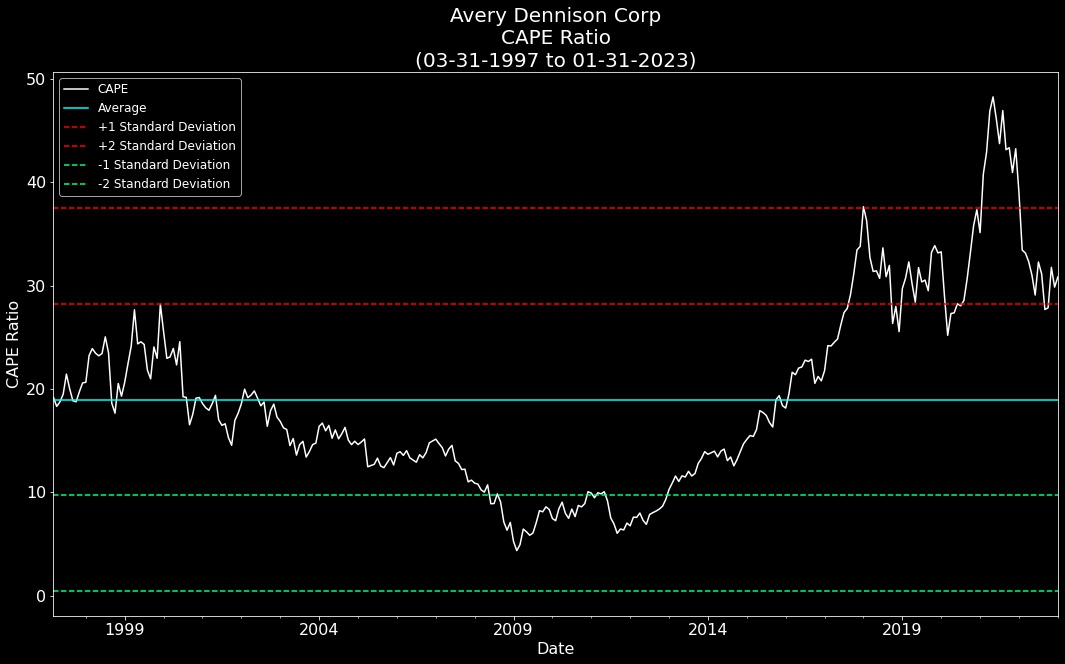 Avery Dennison Corp
CAPE Ratio
(03-31-1997 to 01-31-2023)
CAPE
Average
+1 Standard Deviation
+2 Standard Deviation
-1 Standard Deviation
-2 Standard Deviation
CAPE Ratio
50
40
30
20
10
0
1999
2004
2009
2014
2019
Date